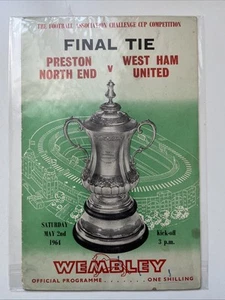 THE FOOTBALL ASSOCIATION CHALLENGE CUP COMPETITION
FINAL TIE
PRESTON
NORTH END
v
WEST HAM
UNITED
SATURDAY
MAY 2nd
1964
Kick-off
3 p.m.
WEMBLEY
OFFICIAL PROGRAMME ....... ONE SHILLING